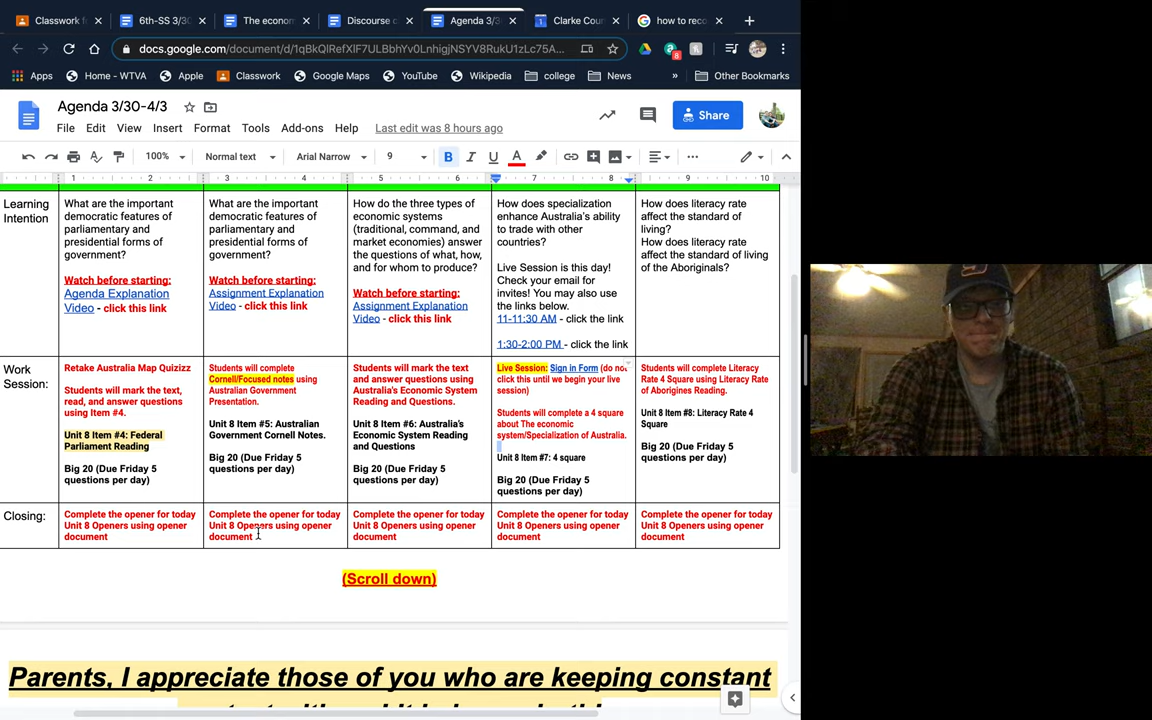 Classwork f
6th-SS 3/30
The econom
Discourse c
Agenda 3/3
Clarke Cou
how to reco
docs.google.com/document/d/1qBkQlRefXIF7ULBbhYv0LnhigjNSYV8RukU1zLc75A...
Apps
Home - WTVA
Apple
Classwork
Google Maps
YouTube
Wikipedia
college
News
»
Other Bookmarks
Agenda 3/30-4/3
File Edit View Insert Format Tools Add-ons Help Last edit was 8 hours ago
Share
100% Normal text Arial Narrow 9 B I U A
1 2 3 4 5 6 7 8 9 10
Learning
Intention
What are the important
democratic features of
parliamentary and
presidential forms of
government?
Watch before starting:
Agenda Explanation
Video - click this link
What are the important
democratic features of
parliamentary and
presidential forms of
government?
Watch before starting:
Assignment Explanation
Video - click this link
How do the three types of
economic systems
(traditional, command, and
market economies) answer
the questions of what, how,
and for whom to produce?
Watch before starting:
Assignment Explanation
Video - click this link
How does specialization
enhance Australia's ability
to trade with other
countries?
Live Session is this day!
Check your email for
invites! You may also use
the links below.
11-11:30 AM - click the link
1:30-2:00 PM - click the link
How does literacy rate
affect the standard of
living?
How does literacy rate
affect the standard of living
of the Aboriginals?
Work
Session:
Retake Australia Map Quizizz
Students will mark the text,
read, and answer questions
using Item #4.
Unit 8 Item #4: Federal
Parliament Reading
Big 20 (Due Friday 5
questions per day)
Students will complete
Cornell/Focused notes using
Australian Government
Presentation.
Unit 8 Item #5: Australian
Government Cornell Notes.
Big 20 (Due Friday 5
questions per day)
Students will mark the text
and answer questions using
Australia's Economic System
Reading and Questions.
Unit 8 Item #6: Australia's
Economic System Reading
and Questions
Big 20 (Due Friday 5
questions per day)
Live Session: Sign in Form (do not
click this until we begin your live
session)
Students will complete a 4 square
about The economic
system/Specialization of Australia.
Unit 8 Item #7: 4 square
Big 20 (Due Friday 5
questions per day)
Students will complete Literacy
Rate 4 Square using Literacy Rate
of Aborigines Reading.
Unit 8 Item #8: Literacy Rate 4
Square
Big 20 (Due Friday 5
questions per day)
Closing:
Complete the opener for today
Unit 8 Openers using opener
document
Complete the opener for today
Unit 8 Openers using opener
document
Complete the opener for today
Unit 8 Openers using opener
document
Complete the opener for today
Unit 8 Openers using opener
document
Complete the opener for today
Unit 8 Openers using opener
document
(Scroll down)
Parents, I appreciate those of you who are keeping constant